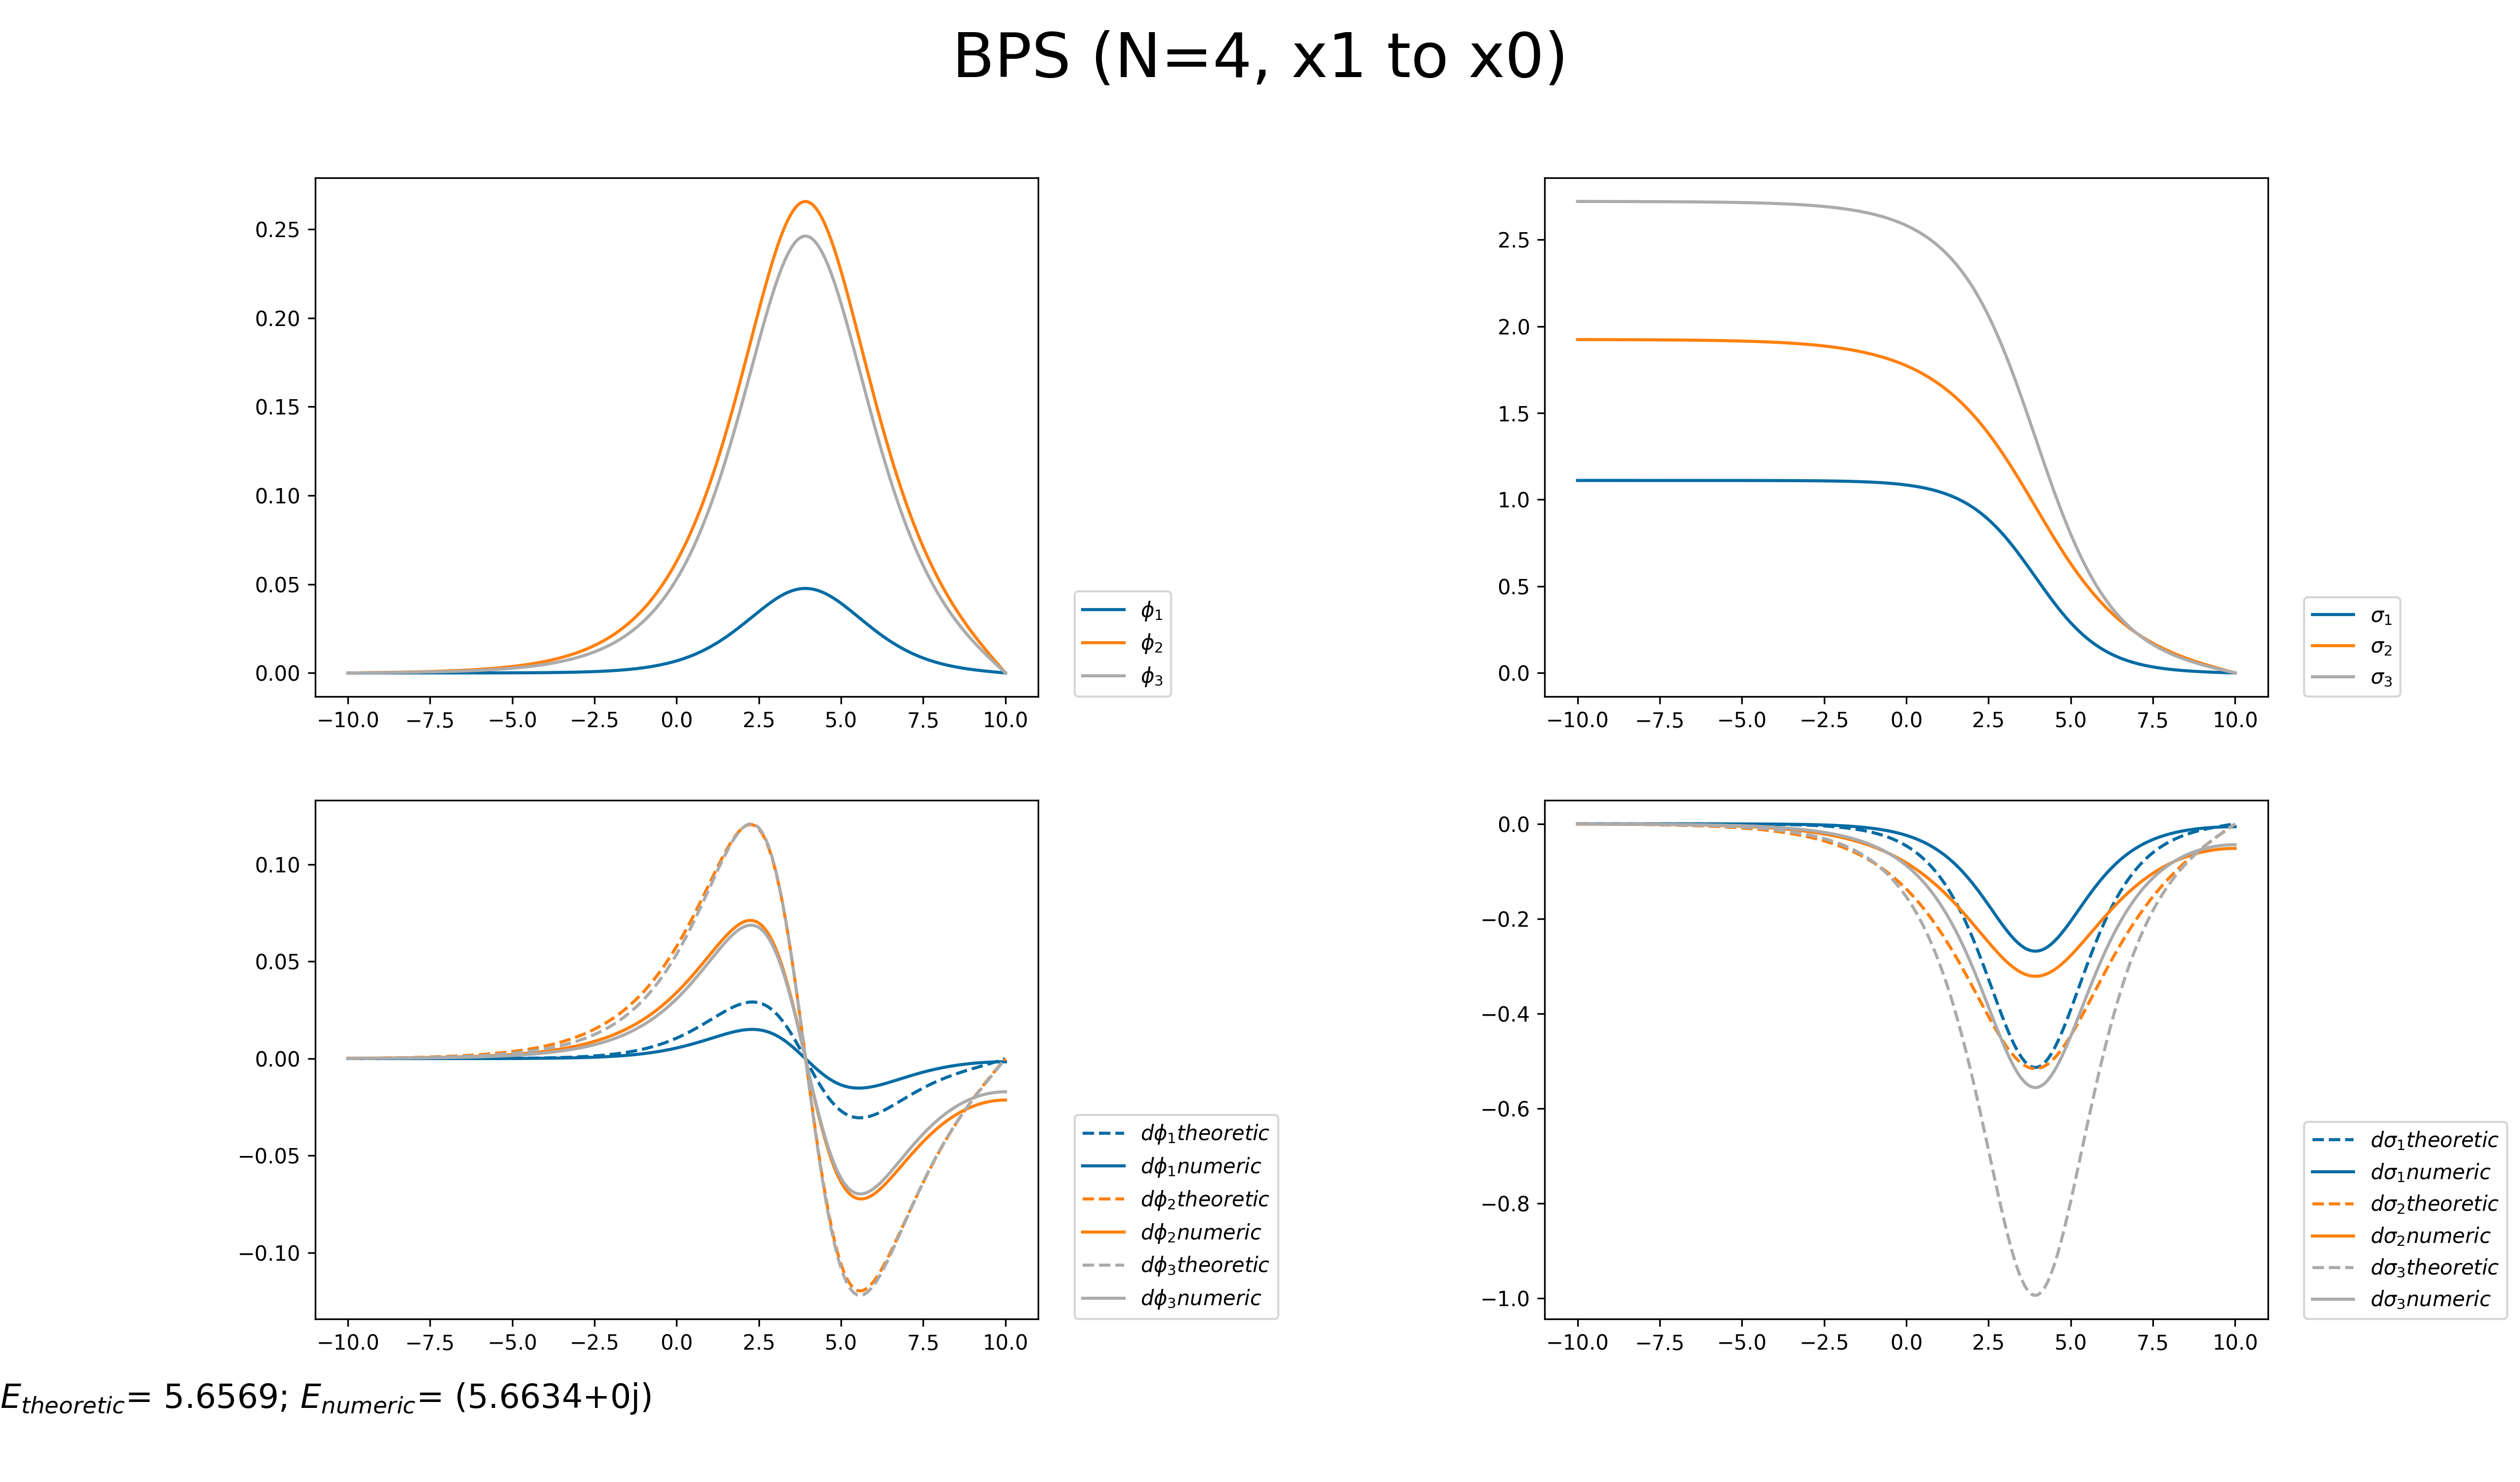 BPS (N=4, x1 to x0)
0.25
0.20
0.15
0.10
0.05
0.00
−10.0 −7.5 −5.0 −2.5 0.0 2.5 5.0 7.5 10.0
ϕ₁
ϕ₂
ϕ₃
2.5
2.0
1.5
1.0
0.5
0.0
−10.0 −7.5 −5.0 −2.5 0.0 2.5 5.0 7.5 10.0
σ₁
σ₂
σ₃
0.10
0.05
0.00
−0.05
−0.10
−10.0 −7.5 −5.0 −2.5 0.0 2.5 5.0 7.5 10.0
dϕ₁theoretic
dϕ₁numeric
dϕ₂theoretic
dϕ₂numeric
dϕ₃theoretic
dϕ₃numeric
0.0
−0.2
−0.4
−0.6
−0.8
−1.0
−10.0 −7.5 −5.0 −2.5 0.0 2.5 5.0 7.5 10.0
dσ₁theoretic
dσ₁numeric
dσ₂theoretic
dσ₂numeric
dσ₃theoretic
dσ₃numeric
E_theoretic= 5.6569; E_numeric= (5.6634+0j)